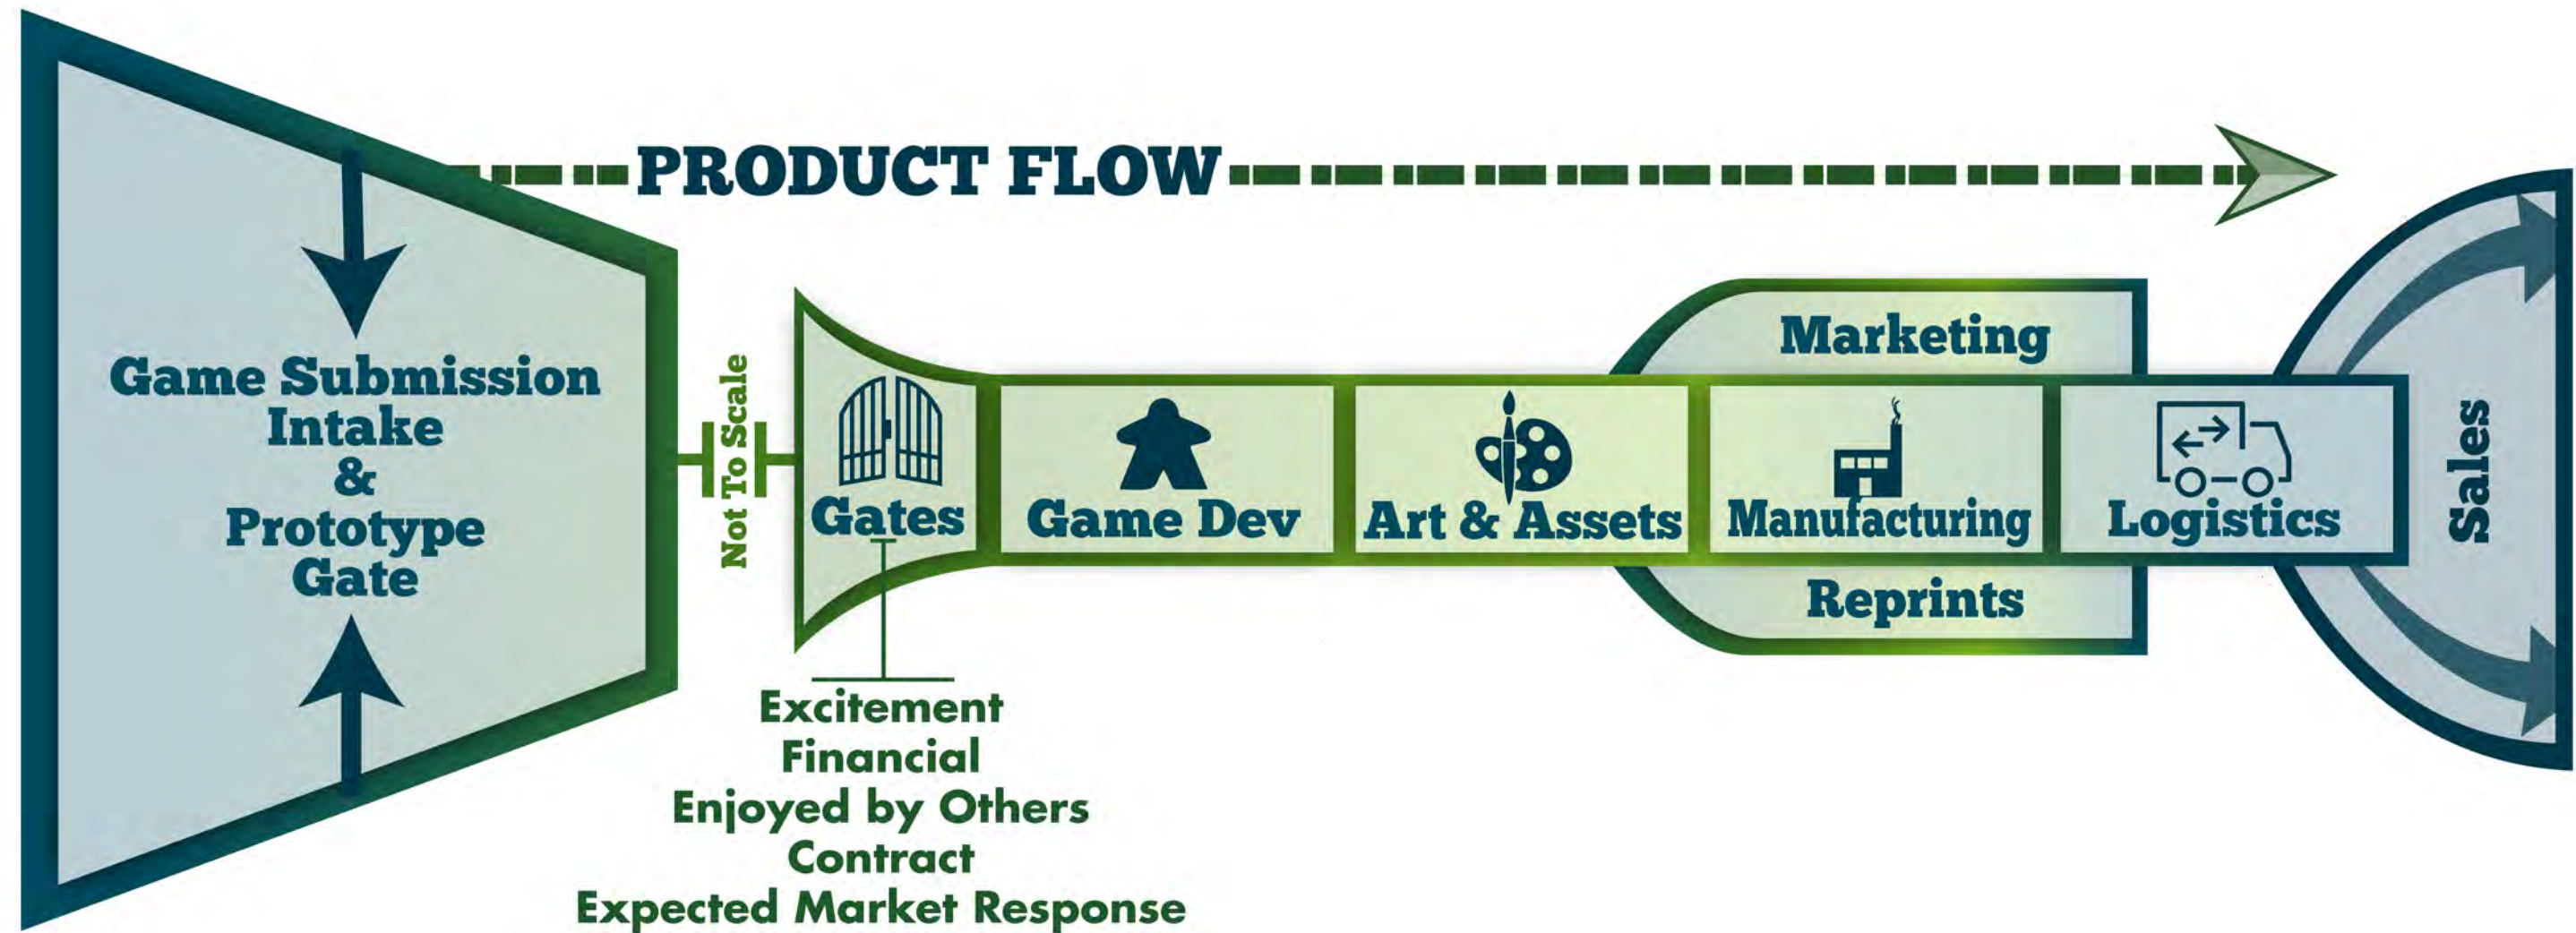 PRODUCT FLOW
Game Submission
Intake
&
Prototype
Gate
Not To Scale
Gates
Excitement
Financial
Enjoyed by Others
Contract
Expected Market Response
Game Dev
Art & Assets
Marketing
Manufacturing
Reprints
Logistics
Sales